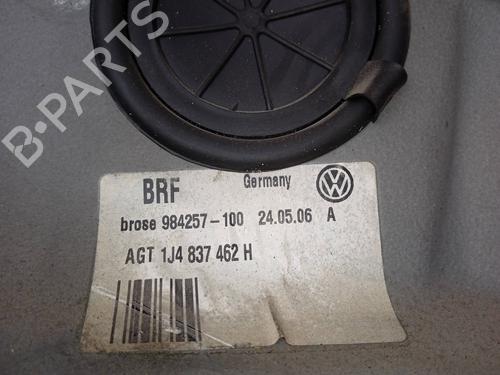 B-PARTS
BRF Germany
brose 984257-100 24.05.06 A
AGT 1J4 837 462 H